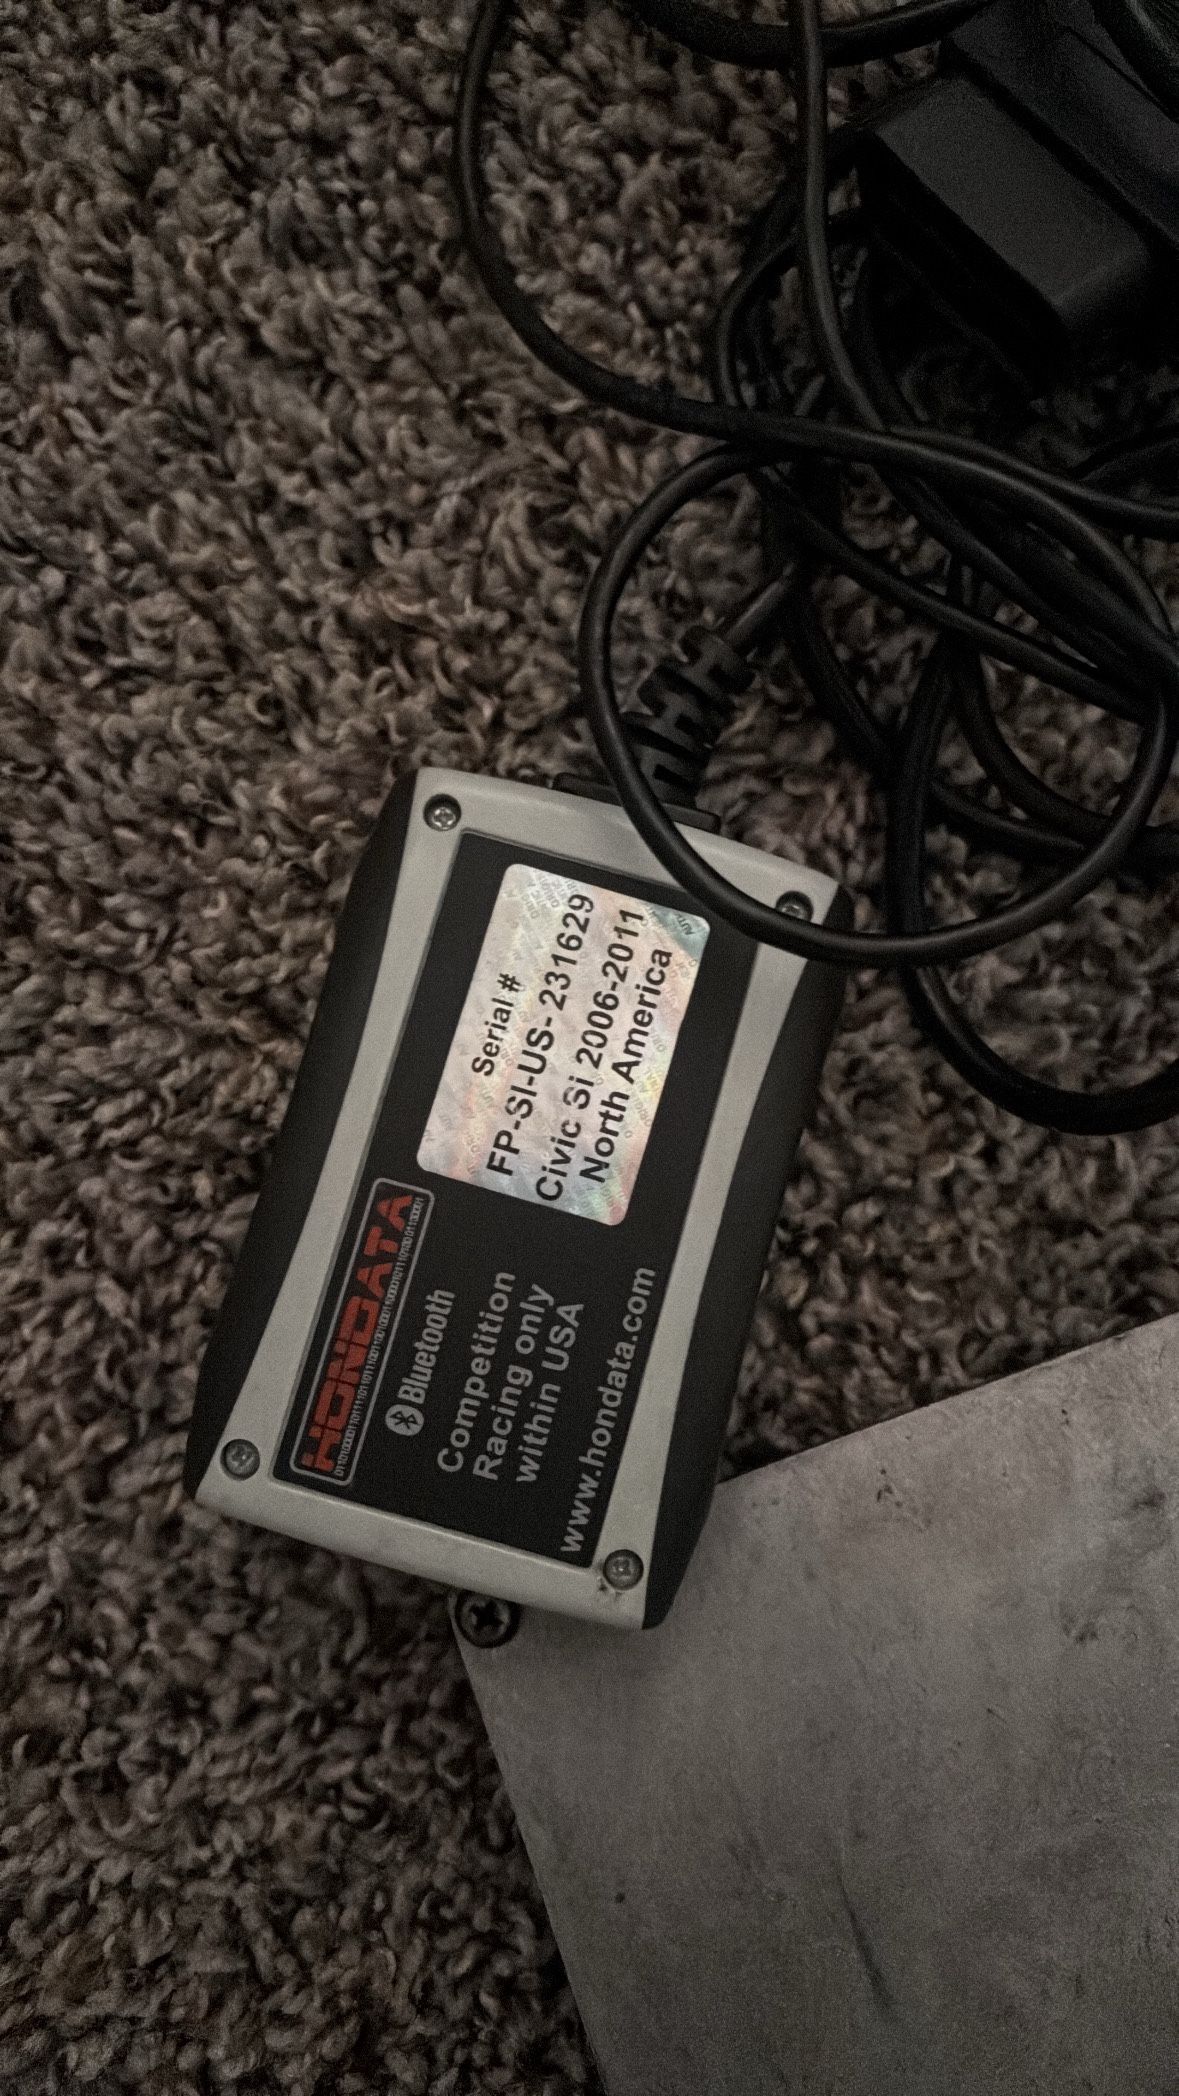 HONDATA
Bluetooth
Competition
Racing only
within USA
www.hondata.com
Serial #
FP-SI-US- 231629
Civic Si 2006-2011
North America